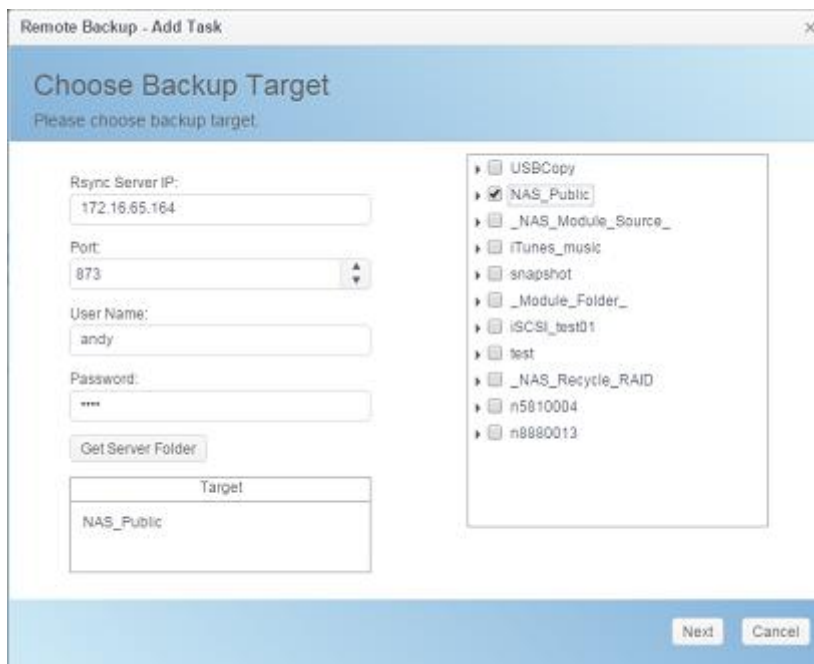 Remote Backup - Add Task
Choose Backup Target
Please choose backup target.
Rsync Server IP:
172.16.65.164
Port:
873
User Name:
andy
Password:
••••
Get Server Folder
Target
NAS_Public
USBCopy
NAS_Public
_NAS_Module_Source_
iTunes_music
snapshot
_Module_Folder_
iSCSI_test01
test
_NAS_Recycle_RAID
n5810004
n8880013
Next
Cancel